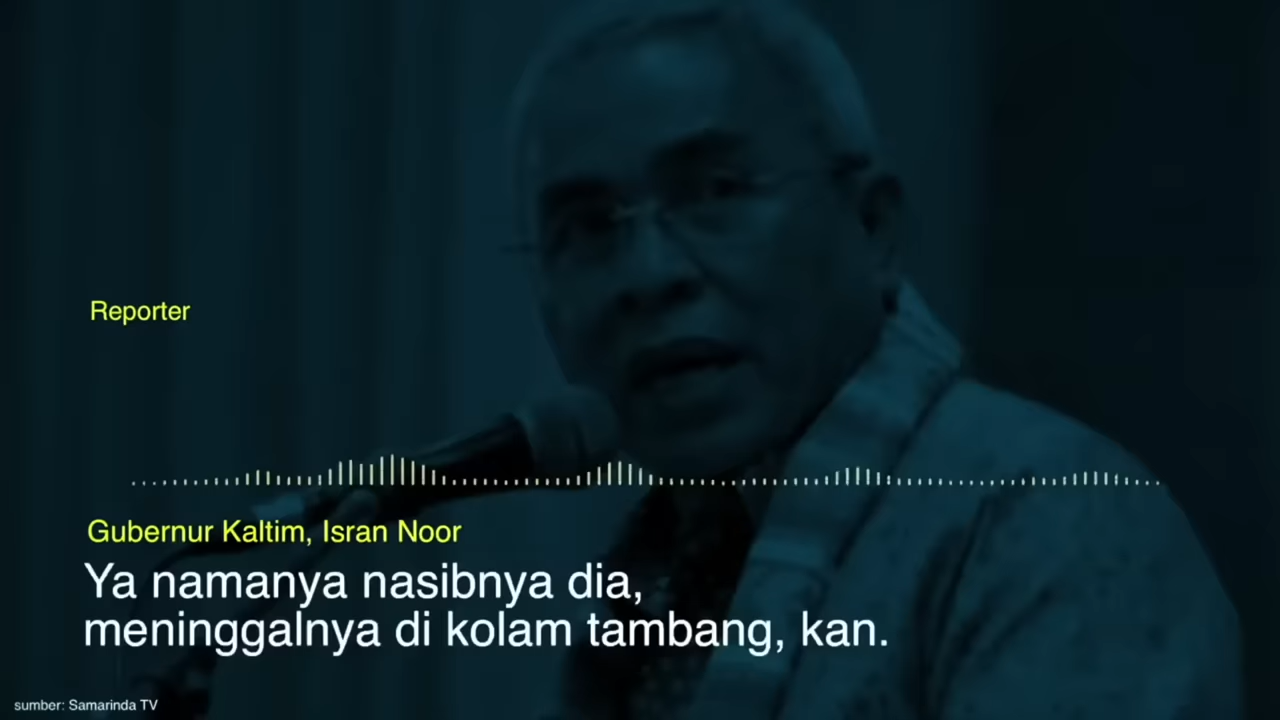 Reporter
Gubernur Kaltim, Isran Noor
Ya namanya nasibnya dia,
meninggalnya di kolam tambang, kan.
sumber: Samarinda TV